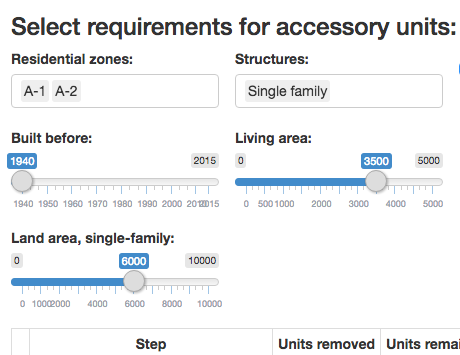 Select requirements for accessory units:
Residential zones:
Structures:
A-1 A-2
Single family
Built before:
Living area:
1940 2015
0 3500 5000
1940 1950 1960 1970 1980 1990 2000 2015
0 500 1000 2000 3000 4000 5000
Land area, single-family:
0 6000 10000
0 1000 2000 4000 6000 8000 10000
Step Units removed Units remai